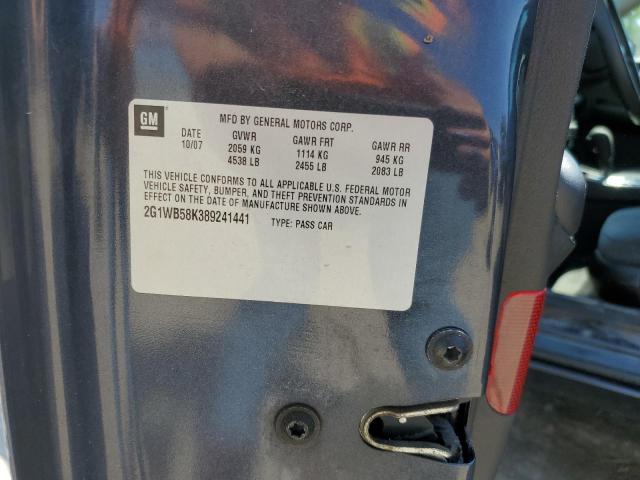 GM
MFD BY GENERAL MOTORS CORP.
DATE GVWR GAWR FRT GAWR RR
10/07 2059 KG 1114 KG 945 KG
4538 LB 2455 LB 2083 LB
THIS VEHICLE CONFORMS TO ALL APPLICABLE U.S. FEDERAL MOTOR
VEHICLE SAFETY, BUMPER, AND THEFT PREVENTION STANDARDS IN
EFFECT ON THE DATE OF MANUFACTURE SHOWN ABOVE.
2G1WB58K389241441 TYPE: PASS CAR